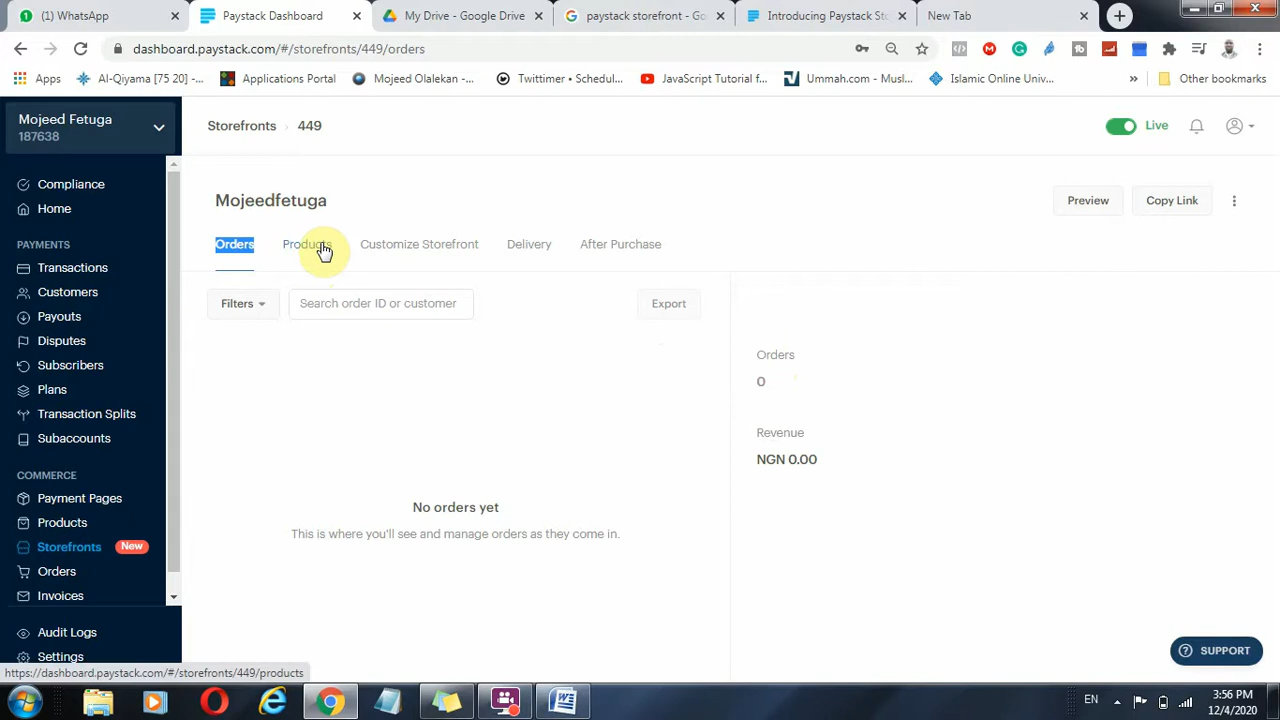 (1) WhatsApp
Paystack Dashboard
My Drive - Google Drive
paystack storefront - Go
Introducing Paystack Sto
New Tab
dashboard.paystack.com/#/storefronts/449/orders
Apps
Al-Qiyama [75 20] -...
Applications Portal
Mojeed Olalekan -...
Twittimer • Schedul...
JavaScript Tutorial f...
Ummah.com - Musl...
Islamic Online Univ...
»
Other bookmarks
Mojeed Fetuga
187638
Storefronts › 449
Live
Compliance
Home
Mojeedfetuga
Preview
Copy Link
PAYMENTS
Orders
Products
Customize Storefront
Delivery
After Purchase
Transactions
Customers
Payouts
Disputes
Subscribers
Plans
Transaction Splits
Subaccounts
Filters
Search order ID or customer
Export
Orders
0
Revenue
NGN 0.00
COMMERCE
Payment Pages
Products
Storefronts New
Orders
Invoices
No orders yet
This is where you'll see and manage orders as they come in.
Audit Logs
Settings
SUPPORT
https://dashboard.paystack.com/#/storefronts/449/products
EN
3:56 PM
12/4/2020